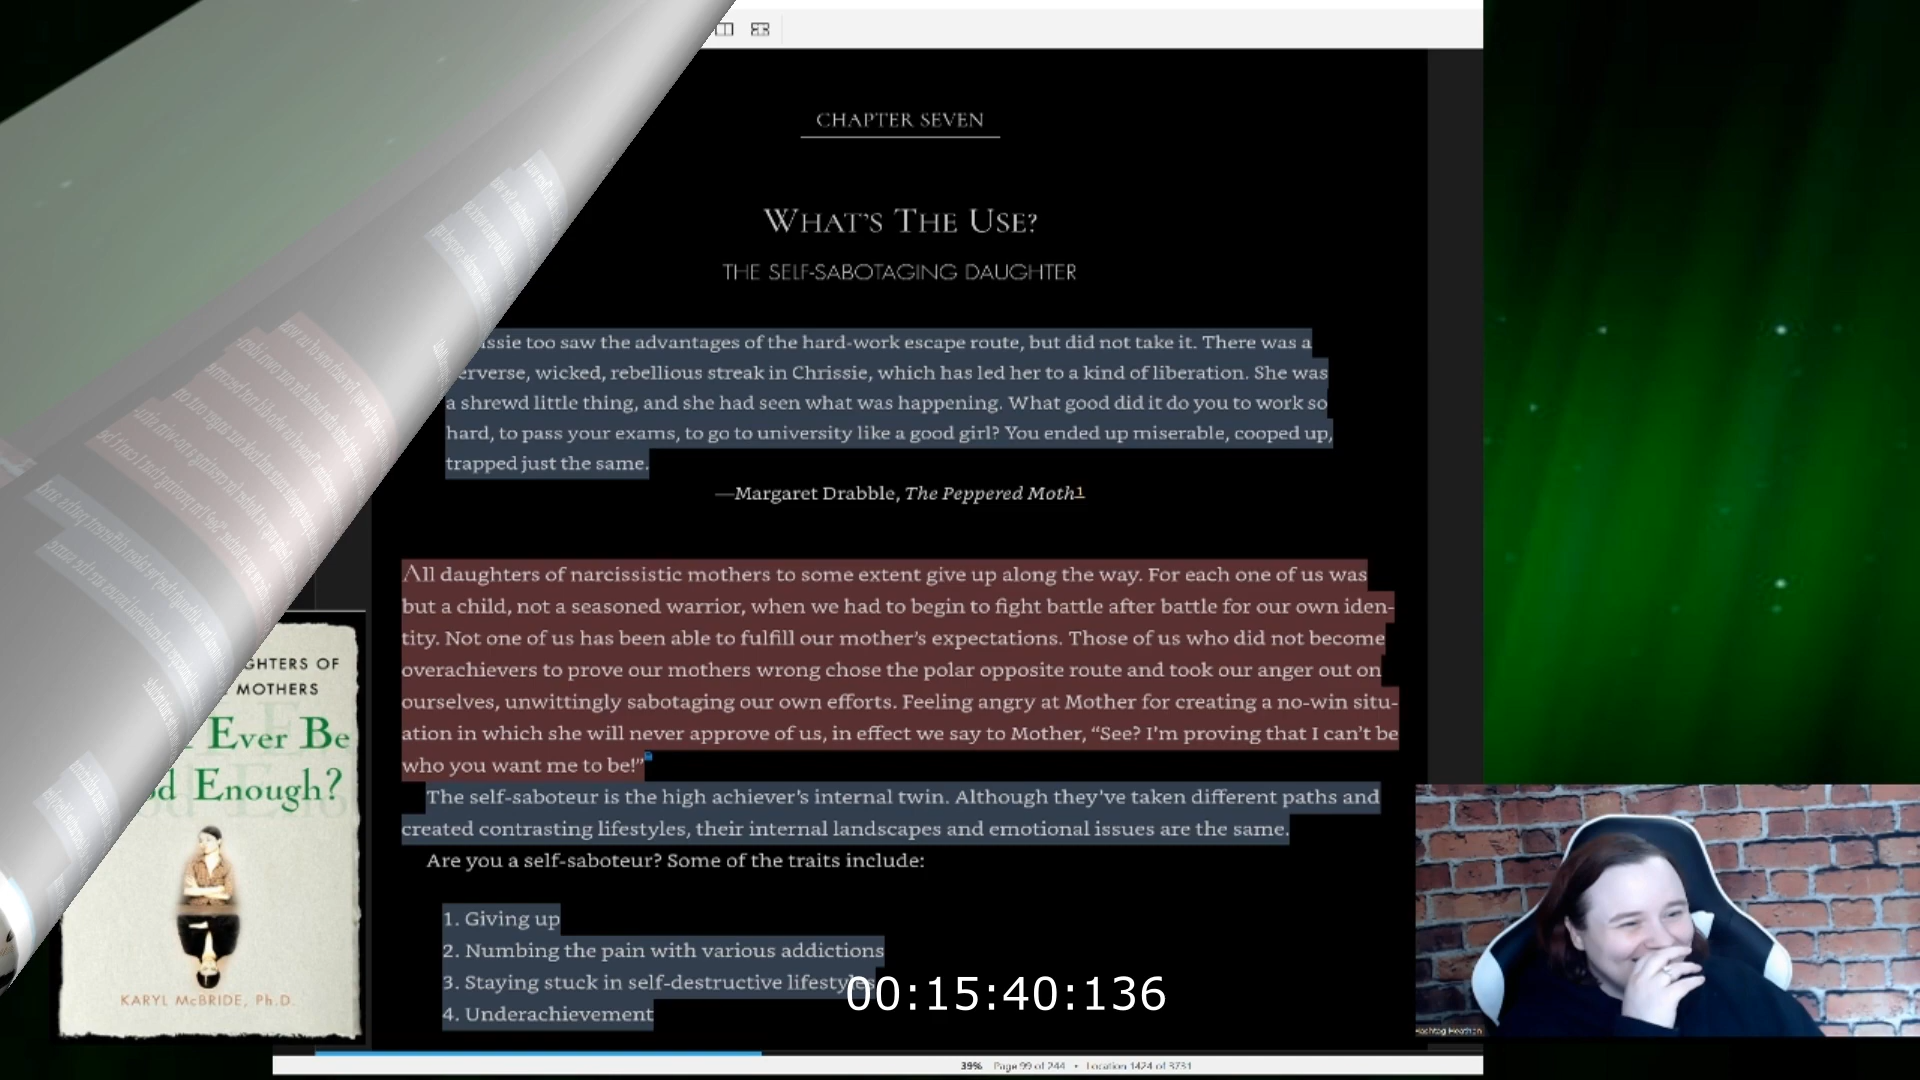 CHAPTER SEVEN
WHAT'S THE USE?
THE SELF-SABOTAGING DAUGHTER
too saw the advantages of the hard-work escape route, but did not take it. There was a
wicked, rebellious streak in Chrissie, which has led her to a kind of liberation. She was
a shrewd little thing, and she had seen what was happening. What good did it do you to work so
hard, to pass your exams, to go to university like a good girl? You ended up miserable, cooped up,
trapped just the same.
—Margaret Drabble, The Peppered Moth1
All daughters of narcissistic mothers to some extent give up along the way. For each one of us was
but a child, not a seasoned warrior, when we had to begin to fight battle after battle for our own iden-
tity. Not one of us has been able to fulfill our mother's expectations. Those of us who did not become
overachievers to prove our mothers wrong chose the polar opposite route and took our anger out on
ourselves, unwittingly sabotaging our own efforts. Feeling angry at Mother for creating a no-win situ-
ation in which she will never approve of us, in effect we say to Mother, “See? I'm proving that I can't be
who you want me to be!”
The self-saboteur is the high achiever's internal twin. Although they've taken different paths and
created contrasting lifestyles, their internal landscapes and emotional issues are the same.
Are you a self-saboteur? Some of the traits include:
1. Giving up
2. Numbing the pain with various addictions
3. Staying stuck in self-destructive lifestyles
4. Underachievement
00:15:40:136
39% Page 99 of 244 • Location 1424 of 3731
OF
MOTHERS
EVER BE
ENOUGH?
KARYL McBRIDE, Ph.D.
Hashtag Heathen